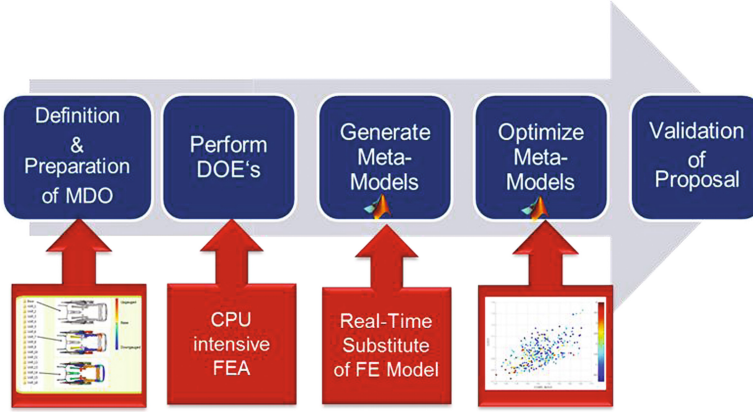 Definition
&
Preparation
of MDO
Perform
DOE's
Generate
Meta-
Models
Optimize
Meta-
Models
Validation
of
Proposal
CPU
intensive
FEA
Real-Time
Substitute
of FE Model